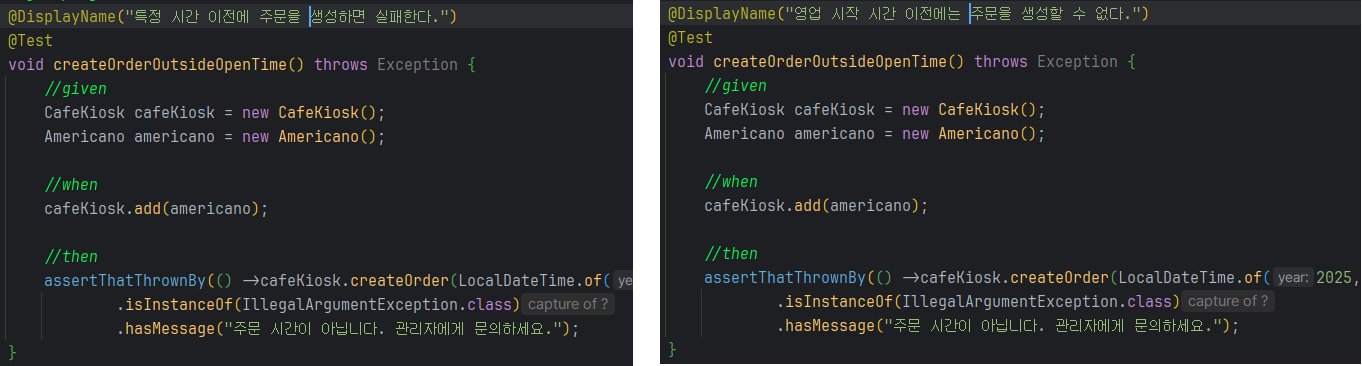 @DisplayName("특정 시간 이전에 주문을 생성하면 실패한다.")
@Test
void createOrderOutsideOpenTime() throws Exception {
//given
CafeKiosk cafeKiosk = new CafeKiosk();
Americano americano = new Americano();
//when
cafeKiosk.add(americano);
//then
assertThatThrownBy(() ->cafeKiosk.createOrder(LocalDateTime.of(
.isInstanceOf(IllegalArgumentException.class) capture of ?
.hasMessage("주문 시간이 아닙니다. 관리자에게 문의하세요.");
}
@DisplayName("영업 시작 시간 이전에는 주문을 생성할 수 없다.")
@Test
void createOrderOutsideOpenTime() throws Exception {
//given
CafeKiosk cafeKiosk = new CafeKiosk();
Americano americano = new Americano();
//when
cafeKiosk.add(americano);
//then
assertThatThrownBy(() ->cafeKiosk.createOrder(LocalDateTime.of( year: 2025,
.isInstanceOf(IllegalArgumentException.class) capture of ?
.hasMessage("주문 시간이 아닙니다. 관리자에게 문의하세요.");
}